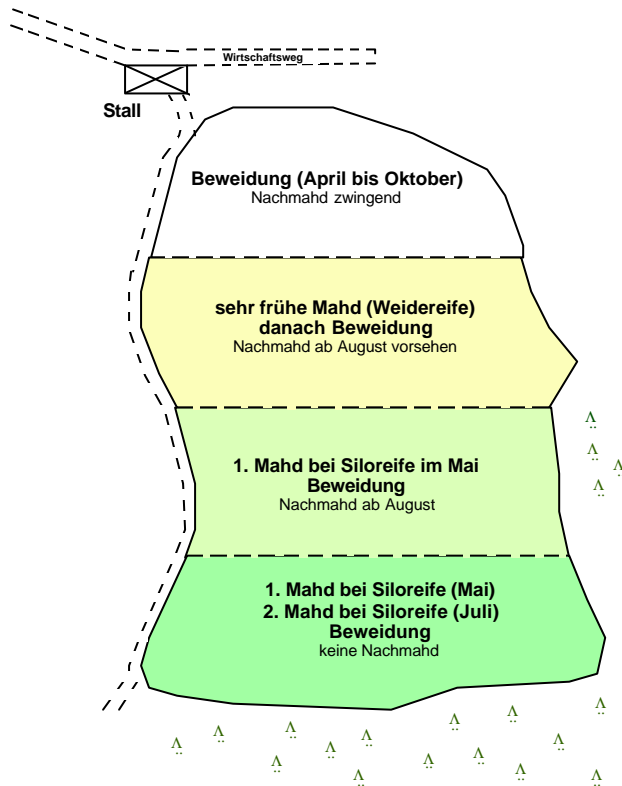 Wirtschaftsweg
Stall
Beweidung (April bis Oktober)
Nachmahd zwingend
sehr frühe Mahd (Weidereife)
danach Beweidung
Nachmahd ab August vorsehen
1. Mahd bei Siloreife im Mai
Beweidung
Nachmahd ab August
1. Mahd bei Siloreife (Mai)
2. Mahd bei Siloreife (Juli)
Beweidung
keine Nachmahd